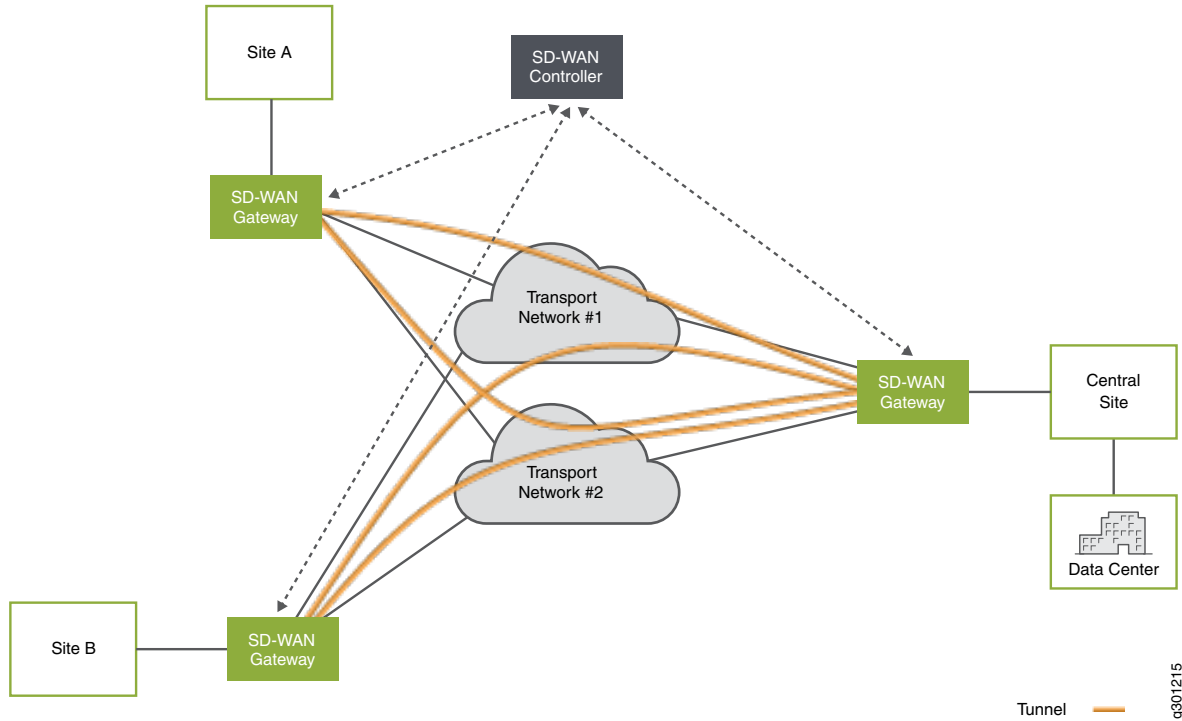 Site A
SD-WAN
Controller
SD-WAN
Gateway
Transport
Network #1
SD-WAN
Gateway
Central
Site
Transport
Network #2
Data Center
Site B
SD-WAN
Gateway
Tunnel
g301215